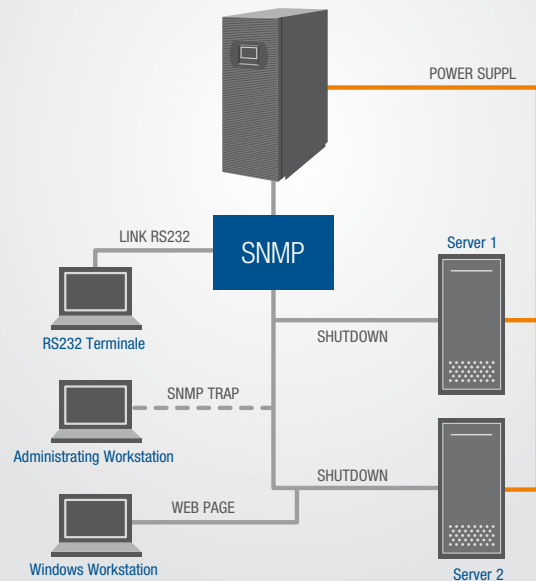 POWER SUPPL
LINK RS232
SNMP
Server 1
RS232 Terminale
SHUTDOWN
SNMP TRAP
Administrating Workstation
SHUTDOWN
WEB PAGE
Windows Workstation
Server 2